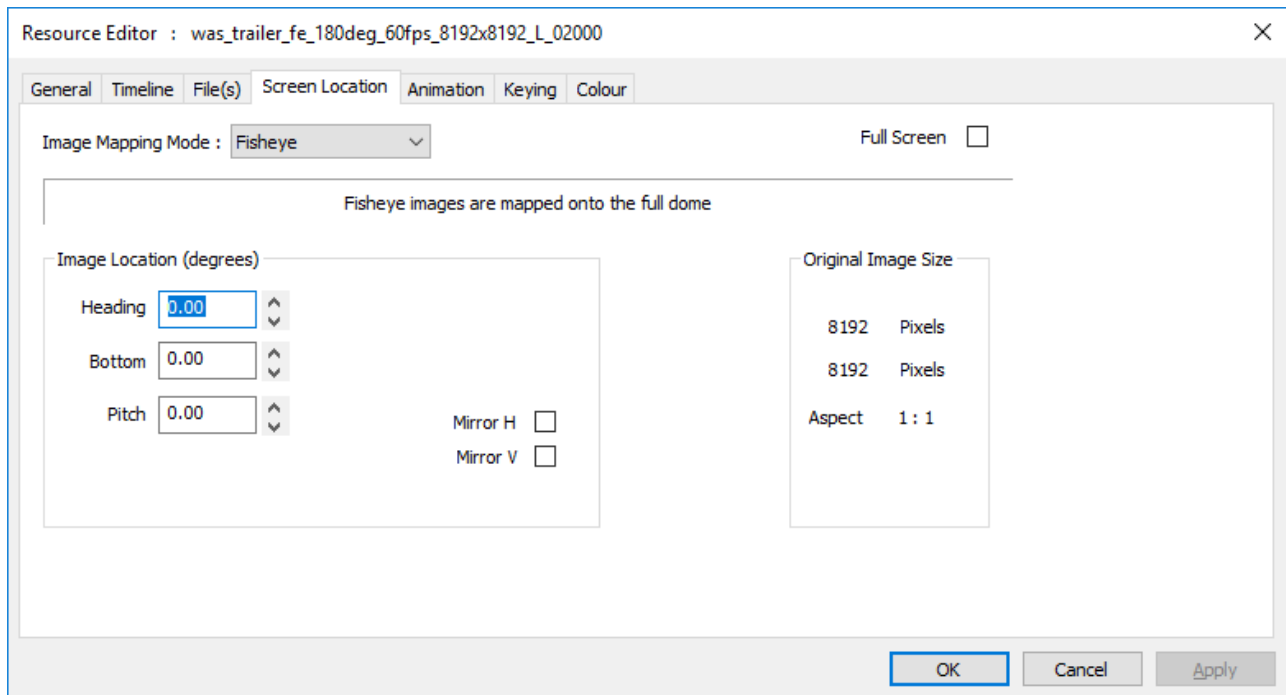 Resource Editor : was_trailer_fe_180deg_60fps_8192x8192_L_02000
General Timeline File(s) Screen Location Animation Keying Colour
Image Mapping Mode : Fisheye Full Screen
Fisheye images are mapped onto the full dome
Image Location (degrees) Original Image Size
Heading 0.00
8192 Pixels
Bottom 0.00
8192 Pixels
Pitch 0.00
Aspect 1 : 1
Mirror H
Mirror V
OK Cancel Apply